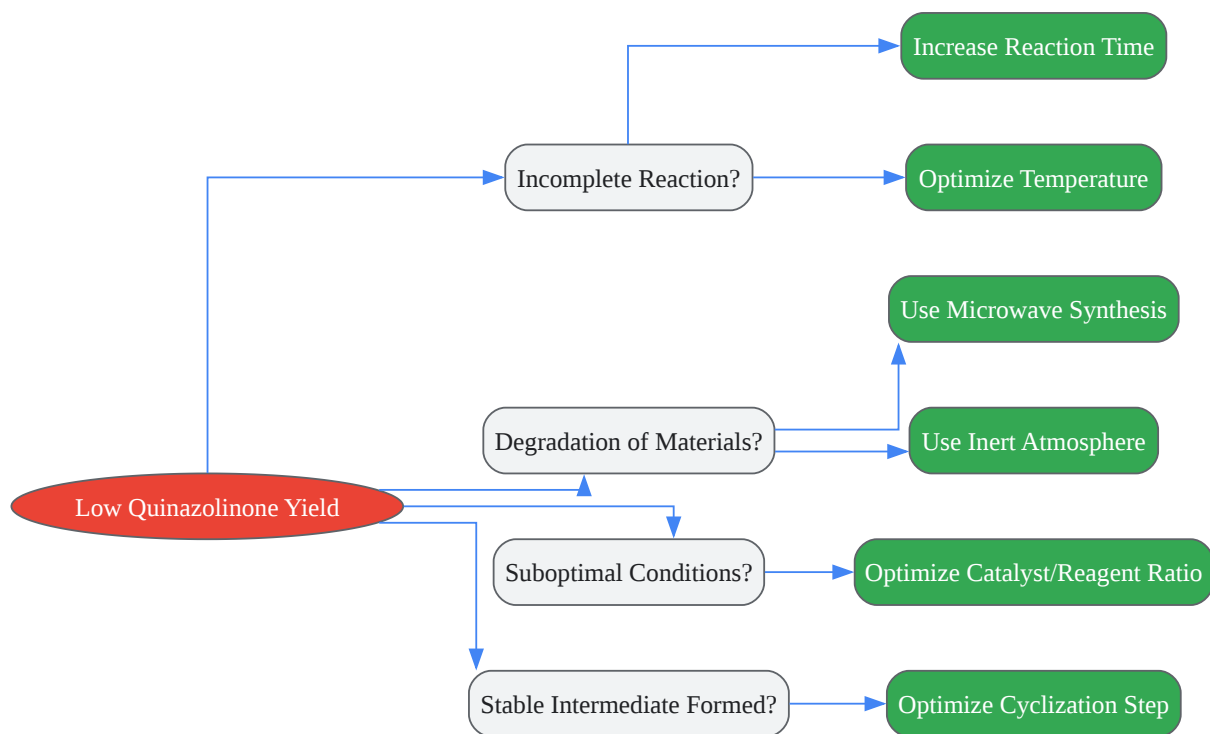 Increase Reaction Time
Incomplete Reaction?
Optimize Temperature
Use Microwave Synthesis
Degradation of Materials?
Use Inert Atmosphere
Low Quinazolinone Yield
Suboptimal Conditions?
Optimize Catalyst/Reagent Ratio
Stable Intermediate Formed?
Optimize Cyclization Step